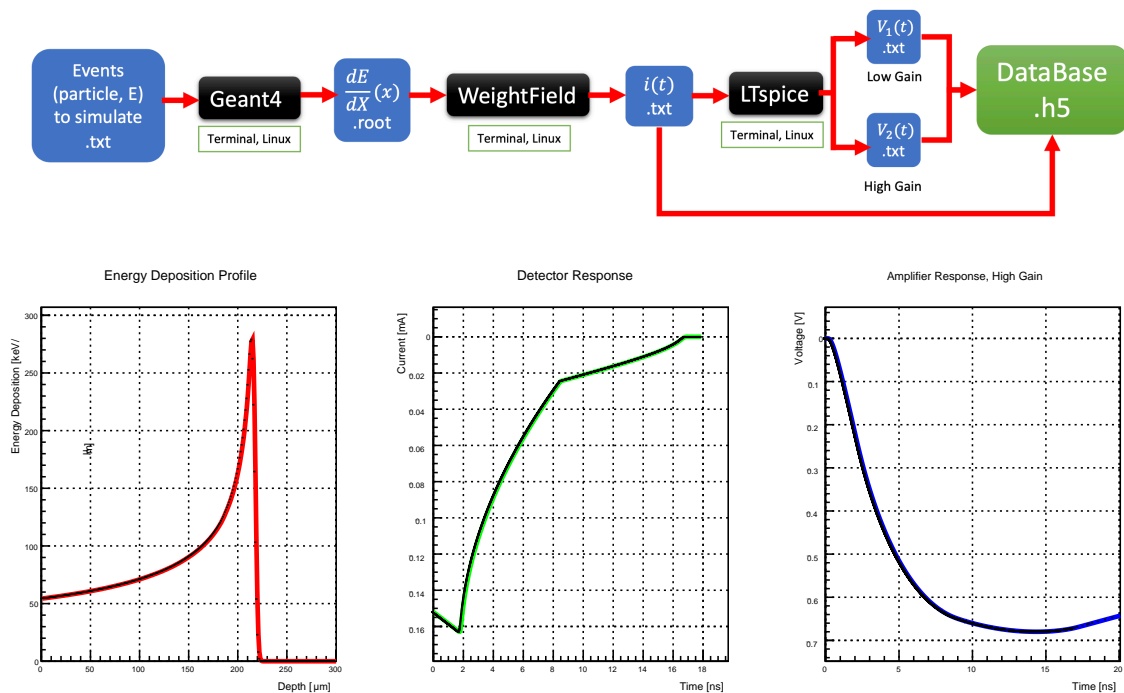 Events
(particle, E)
to simulate
.txt
Geant4
Terminal, Linux
dE
dX (x)
.root
WeightField
Terminal, Linux
i(t)
.txt
LTspice
Terminal, Linux
V1(t)
.txt
Low Gain
V2(t)
.txt
High Gain
DataBase
.h5
Energy Deposition Profile
Energy Deposition [keV/
300
250
200
150
100
50
0
0 50 100 150 200 250 300
Depth [µm]
Detector Response
Current [mA]
0
0.02
0.04
0.06
0.08
0.1
0.12
0.14
0.16
0 2 4 6 8 10 12 14 16 18
Time [ns]
Amplifier Response, High Gain
Voltage [V]
0
0.1
0.2
0.3
0.4
0.5
0.6
0.7
0 5 10 15 20
Time [ns]